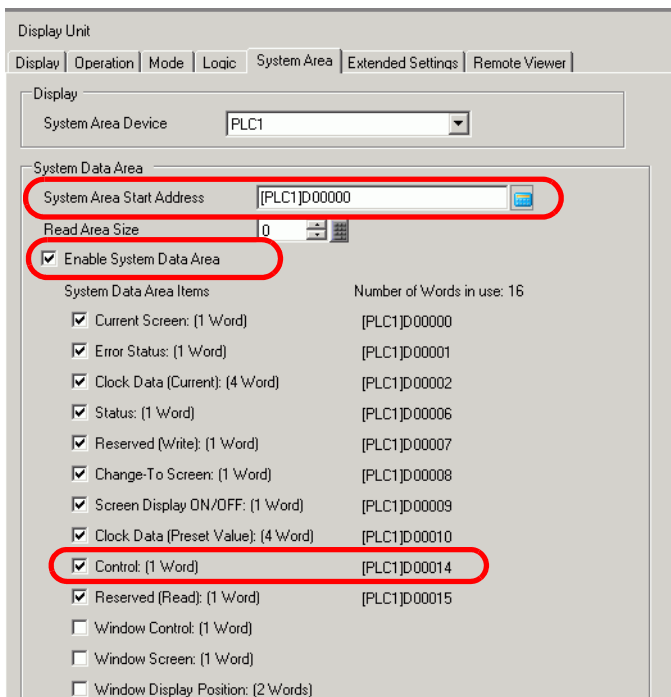 Display Unit
Display Operation Mode Logic System Area Extended Settings Remote Viewer
Display
System Area Device PLC1
System Data Area
System Area Start Address [PLC1]D00000
Read Area Size 0
Enable System Data Area
System Data Area Items Number of Words in use: 16
Current Screen: (1 Word) [PLC1]D00000
Error Status: (1 Word) [PLC1]D00001
Clock Data (Current): (4 Word) [PLC1]D00002
Status: (1 Word) [PLC1]D00006
Reserved (Write): (1 Word) [PLC1]D00007
Change-To Screen: (1 Word) [PLC1]D00008
Screen Display ON/OFF: (1 Word) [PLC1]D00009
Clock Data (Preset Value): (4 Word) [PLC1]D00010
Control: (1 Word) [PLC1]D00014
Reserved (Read): (1 Word) [PLC1]D00015
Window Control: (1 Word)
Window Screen: (1 Word)
Window Display Position: (2 Words)